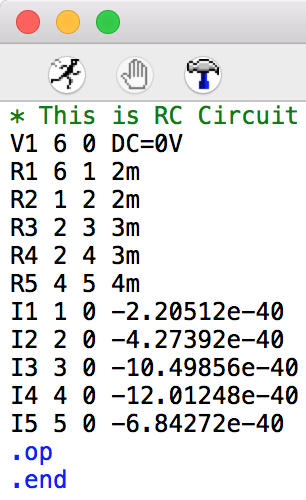 * This is RC Circuit
V1 6 0 DC=0V
R1 6 1 2m
R2 1 2 2m
R3 2 3 3m
R4 2 4 3m
R5 4 5 4m
I1 1 0 -2.20512e-40
I2 2 0 -4.27392e-40
I3 3 0 -10.49856e-40
I4 4 0 -12.01248e-40
I5 5 0 -6.84272e-40
.op
.end